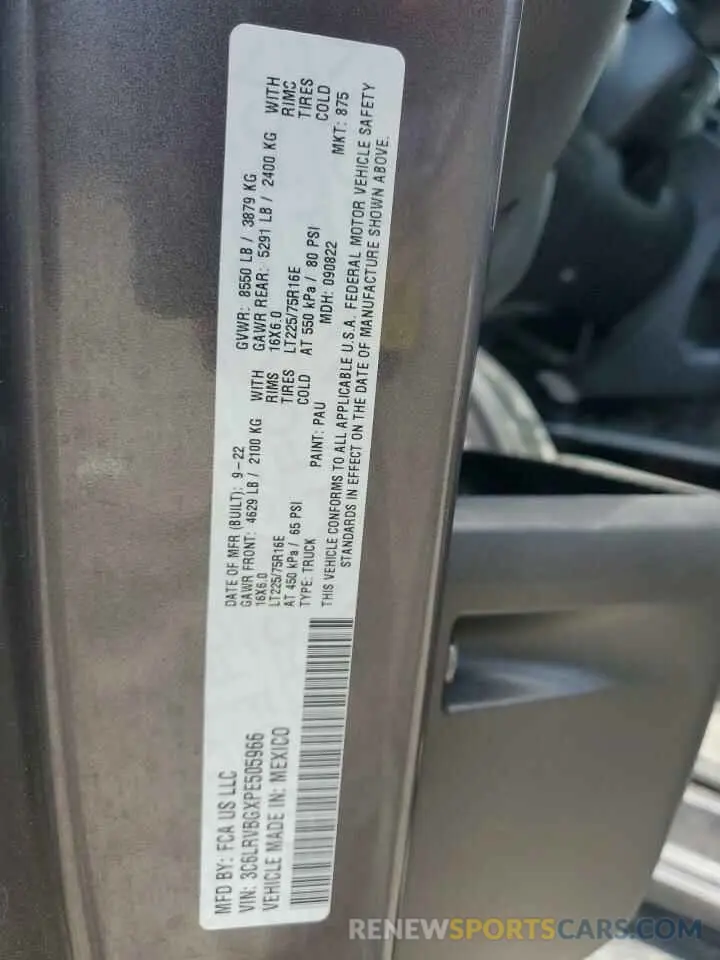 MFD BY: FCA US LLC
DATE OF MFR (BUILT): 9-22
GVWR: 8550 LB / 3879 KG
GAWR FRONT: 4629 LB / 2100 KG WITH
16X6.0 RIMS
LT225/75R16E TIRES
AT 450 kPa / 65 PSI COLD
GAWR REAR: 5291 LB / 2400 KG WITH
16X6.0 RIMS
LT225/75R16E TIRES
AT 550 kPa / 80 PSI COLD
VIN: 3C6LRVBGXPE505966
TYPE: TRUCK
PAINT: PAU
MDH: 090822
MKT: 875
VEHICLE MADE IN: MEXICO
THIS VEHICLE CONFORMS TO ALL APPLICABLE U.S.A. FEDERAL MOTOR VEHICLE SAFETY
STANDARDS IN EFFECT ON THE DATE OF MANUFACTURE SHOWN ABOVE.
RENEWSPORTSCARS.COM